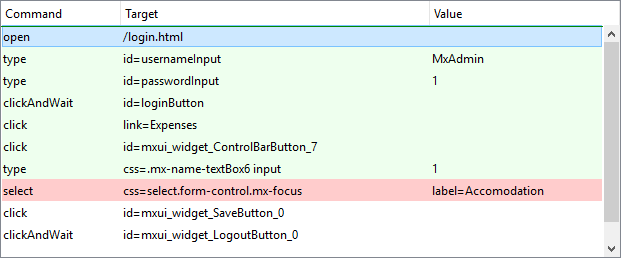 Command Target Value
open /login.html
type id=usernameInput MxAdmin
type id=passwordInput 1
clickAndWait id=loginButton
click link=Expenses
click id=mxui_widget_ControlBarButton_7
type css=.mx-name-textBox6 input 1
select css=select.form-control.mx-focus label=Accomodation
click id=mxui_widget_SaveButton_0
clickAndWait id=mxui_widget_LogoutButton_0